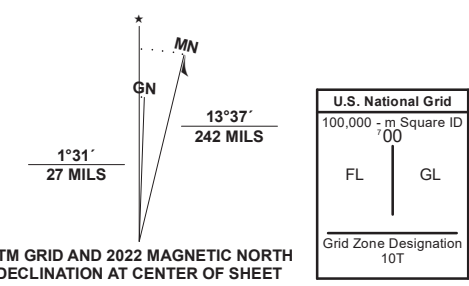 ★
MN
GN
13°37´
242 MILS
1°31´
27 MILS
TM GRID AND 2022 MAGNETIC NORTH
DECLINATION AT CENTER OF SHEET
U.S. National Grid
100,000 - m Square ID
⁷00
FL GL
Grid Zone Designation
10T